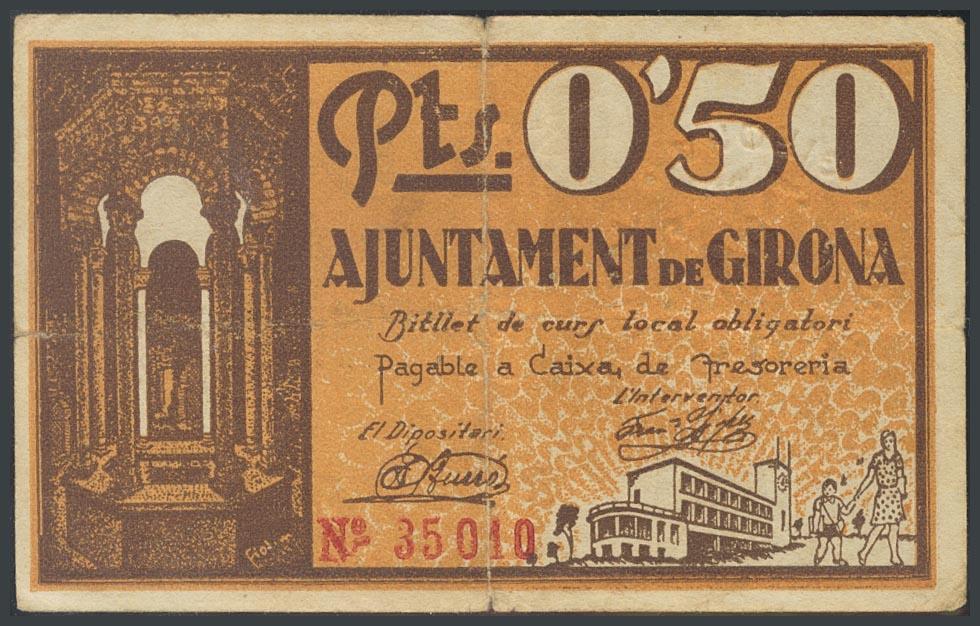 Pts. 0'50
AJUNTAMENT DE GIRONA
Bitllet de curs local obligatori
Pagable a Caixa, de Tresoreria
L'Interventor.
El Dipositari.
Nº 35010